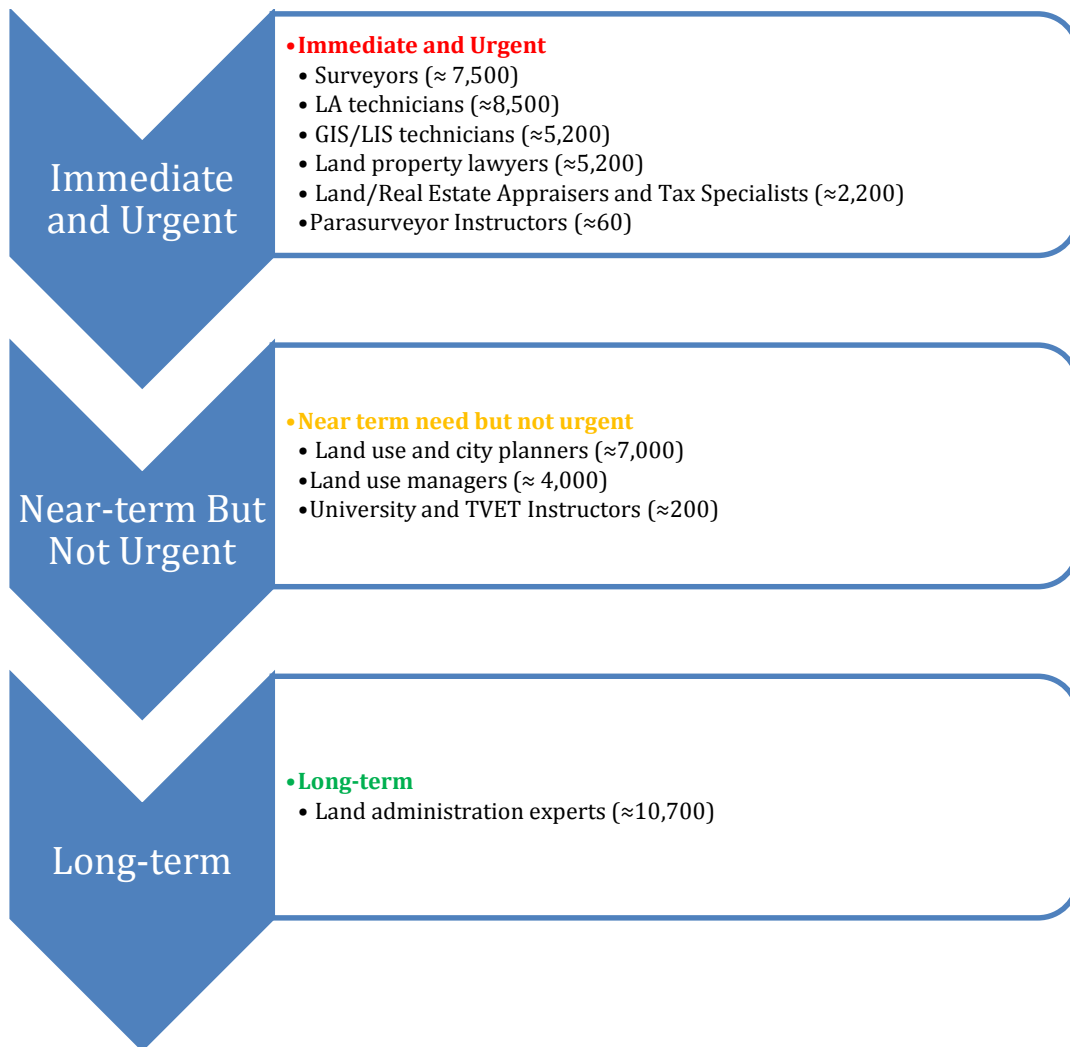 Immediate
and Urgent
•Immediate and Urgent
• Surveyors (≈ 7,500)
• LA technicians (≈8,500)
• GIS/LIS technicians (≈5,200)
• Land property lawyers (≈5,200)
• Land/Real Estate Appraisers and Tax Specialists (≈2,200)
•Parasurveyor Instructors (≈60)
Near-term But
Not Urgent
•Near term need but not urgent
• Land use and city planners (≈7,000)
•Land use managers (≈ 4,000)
•University and TVET Instructors (≈200)
Long-term
•Long-term
• Land administration experts (≈10,700)